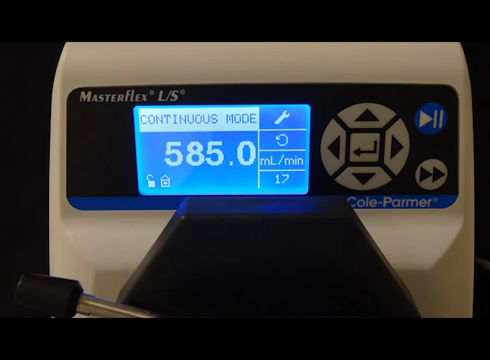 MASTERFLEX® L/S®
CONTINUOUS MODE
585.0
mL/min
17
Cole-Parmer®